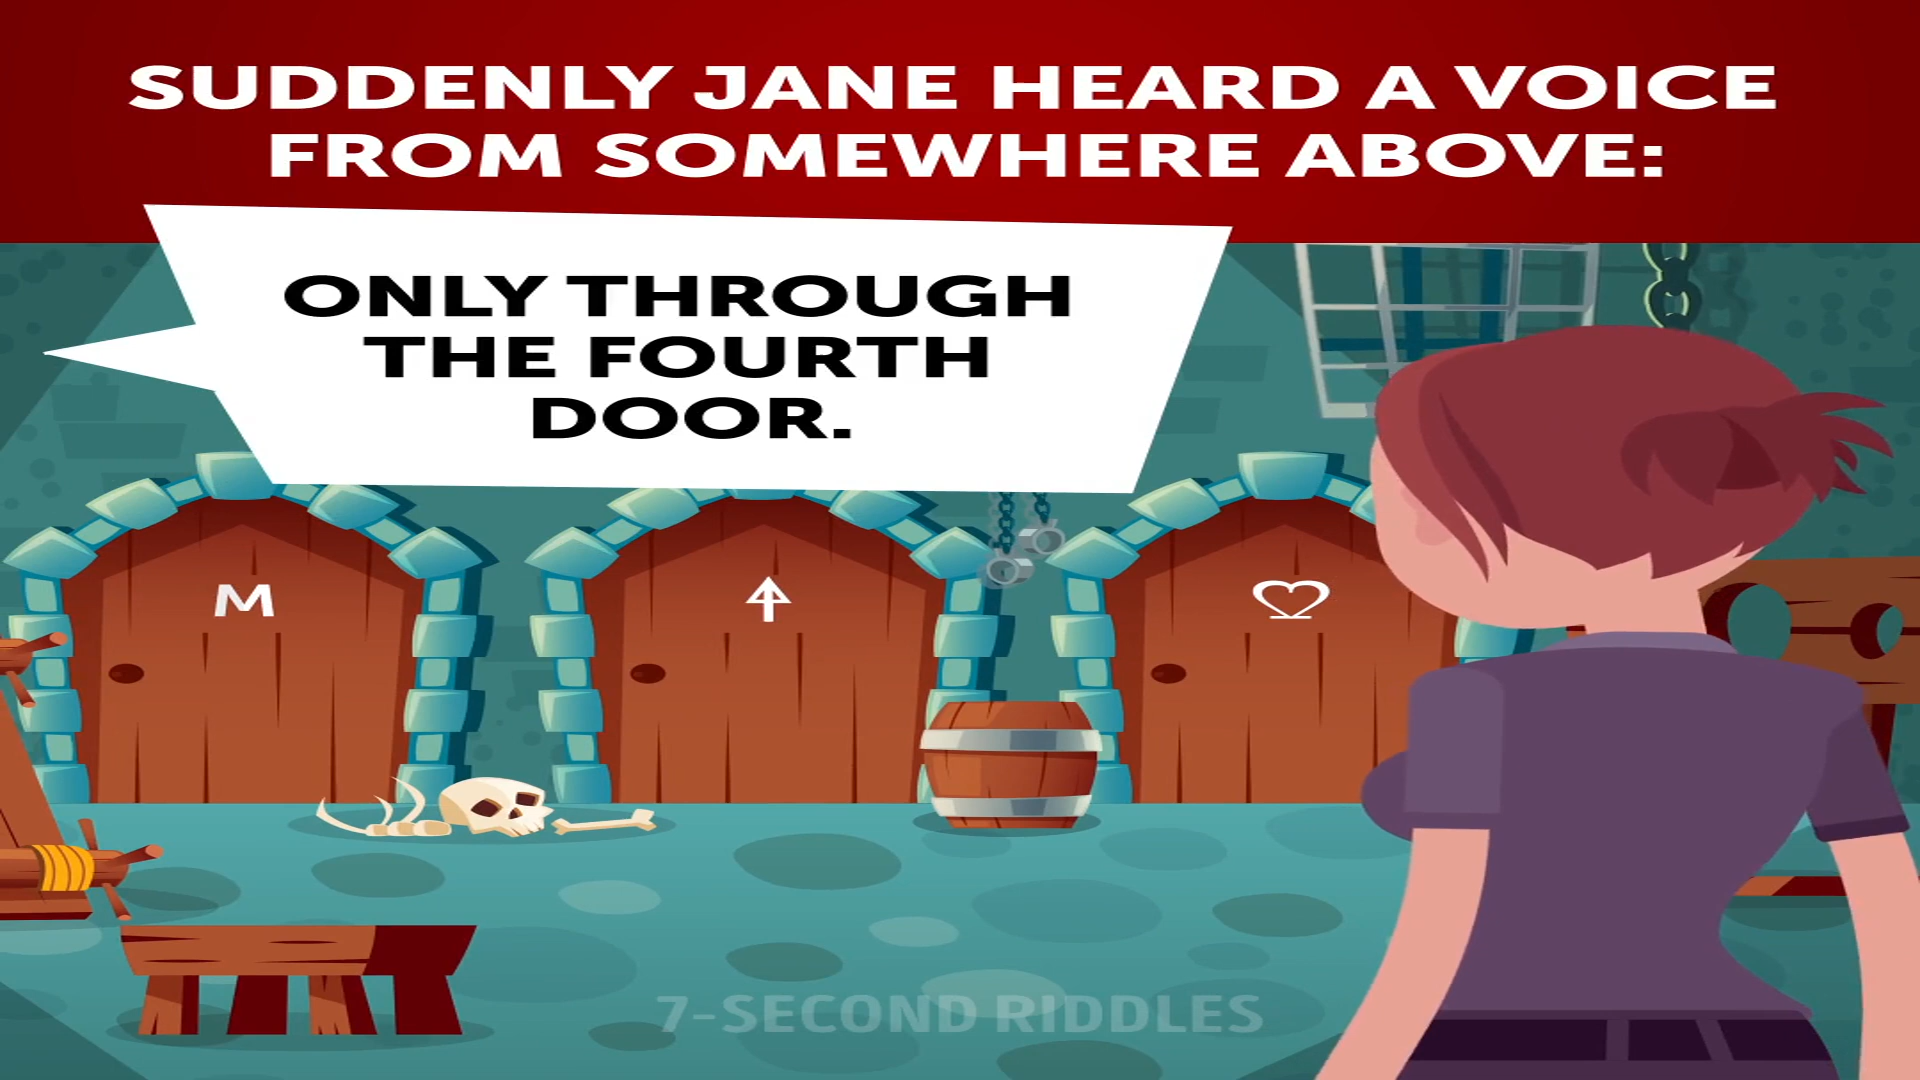 SUDDENLY JANE HEARD A VOICE
FROM SOMEWHERE ABOVE:
ONLY THROUGH
THE FOURTH
DOOR.
M
7-SECOND RIDDLES